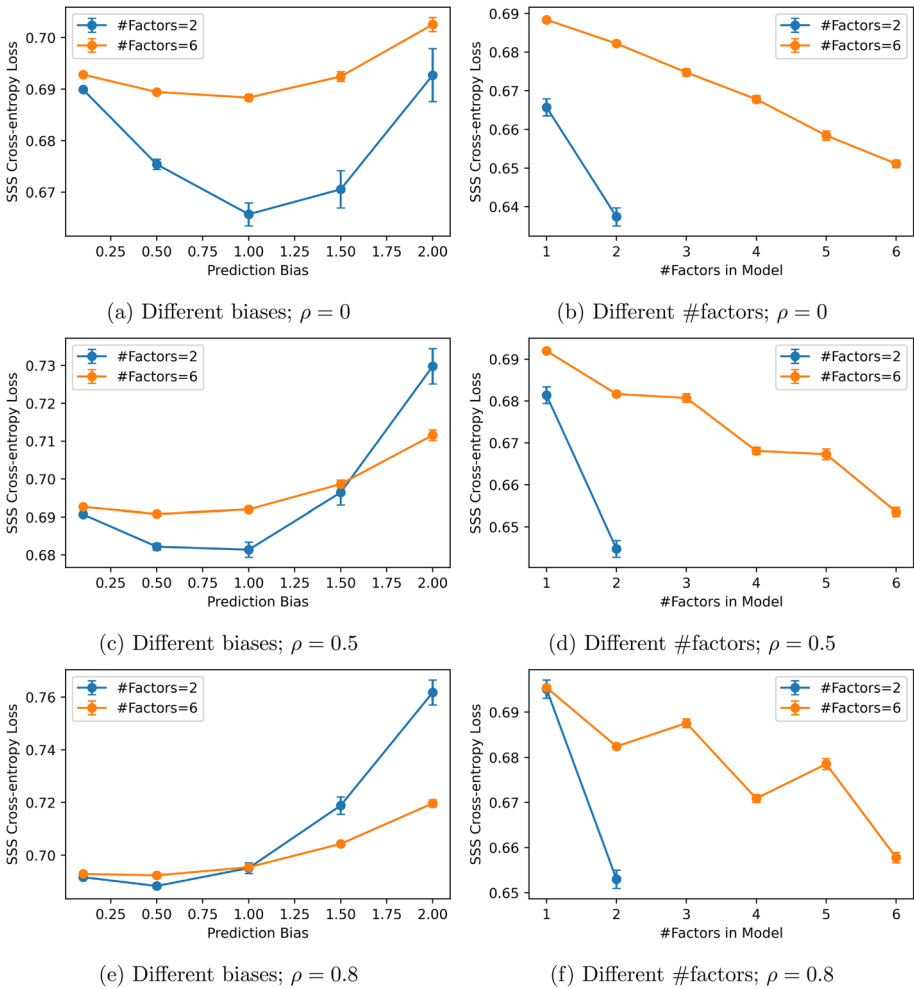 #Factors=2
#Factors=6
SSS Cross-entropy Loss
0.70
0.69
0.68
0.67
0.25 0.50 0.75 1.00 1.25 1.50 1.75 2.00
Prediction Bias
(a) Different biases; ρ = 0
#Factors=2
#Factors=6
SSS Cross-entropy Loss
0.69
0.68
0.67
0.66
0.65
0.64
1 2 3 4 5 6
#Factors in Model
(b) Different #factors; ρ = 0
#Factors=2
#Factors=6
SSS Cross-entropy Loss
0.73
0.72
0.71
0.70
0.69
0.68
0.25 0.50 0.75 1.00 1.25 1.50 1.75 2.00
Prediction Bias
(c) Different biases; ρ = 0.5
#Factors=2
#Factors=6
SSS Cross-entropy Loss
0.69
0.68
0.67
0.66
0.65
1 2 3 4 5 6
#Factors in Model
(d) Different #factors; ρ = 0.5
#Factors=2
#Factors=6
SSS Cross-entropy Loss
0.76
0.74
0.72
0.70
0.25 0.50 0.75 1.00 1.25 1.50 1.75 2.00
Prediction Bias
(e) Different biases; ρ = 0.8
#Factors=2
#Factors=6
SSS Cross-entropy Loss
0.69
0.68
0.67
0.66
0.65
1 2 3 4 5 6
#Factors in Model
(f) Different #factors; ρ = 0.8